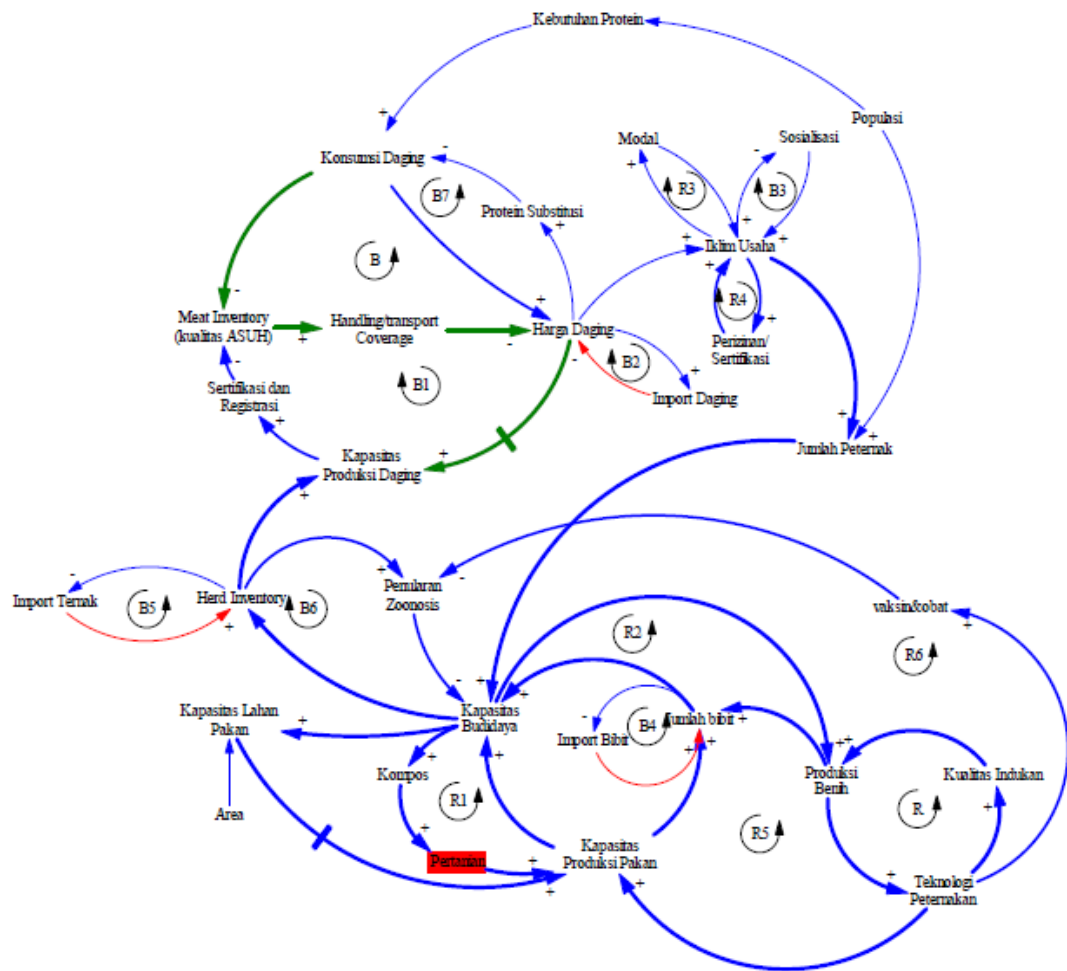 Kebutuhan Protein
Populasi
+
Modal
-
Sosialisasi
Konsumsi Daging
-
+
R3
B3
B7
Protein Substitusi
+
+
+
+
Iklim Usaha
+
B
+
R4
-
+
Meat Inventory
(kualitas ASUH)
+
Handling/transport
Coverage
-
Harga Daging
-
+
Perizinan/
Sertifikasi
B2
-
Sertifikasi dan
Registrasi
B1
+
Import Daging
+
+
+
Jumlah Peternak
Kapasitas
Produksi Daging
+
+
-
Import Ternak
B5
Herd Inventory
+
B6
+
Penularan
Zoonosis
-
vaksin/obat
+
R2
R6
-
+
+
Kapasitas Lahan
Pakan
+
Kapasitas
Budidaya
-
Import Bibit
B4
Jumlah bibit
+
+
+
++
Produksi
Benih
Kualitas Indukan
+
Kompos
+
+
R1
R
Area
+
Pertanian
+
+
Kapasitas
Produksi Pakan
+
R5
+
Teknologi
Peternakan